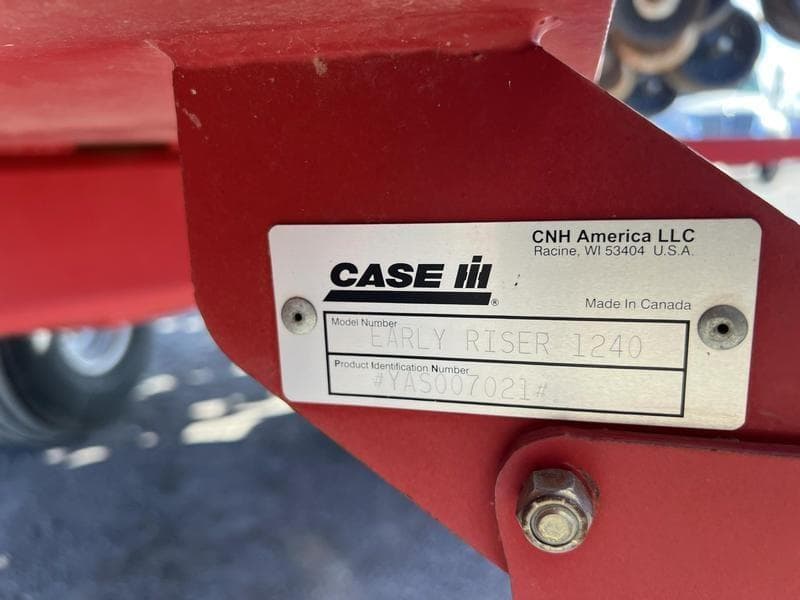 CNH America LLC
Racine, WI 53404 U.S.A.
CASE IH
®
Made In Canada
Model Number
EARLY RISER 1240
Product Identification Number
#YAS007021#